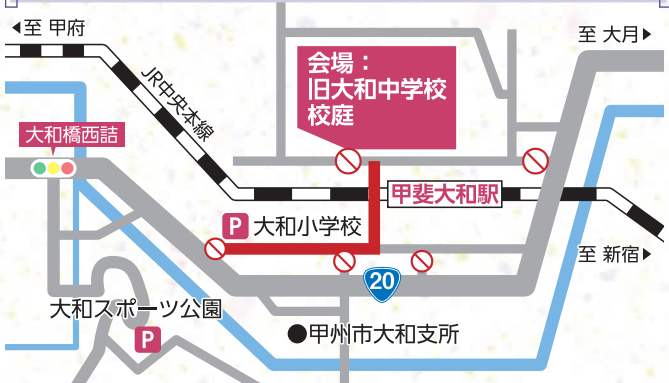 ◀至 甲府
至 大月▶
会場：
旧大和中学校
校庭
JR中央本線
大和橋西詰
甲斐大和駅
P 大和小学校
至 新宿▶
20
大和スポーツ公園
P
●甲州市大和支所